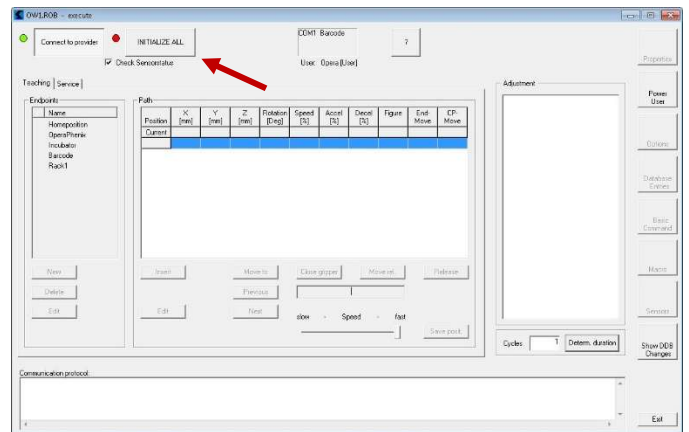 OW1.ROB - execute
Connect to provider
INITIALIZE ALL
COM1 Barcode
?
Check Sensorstatus
User: Opera [User]
Properties
Teaching Service
Adjustment
Power User
Endpoints
Name
Homeposition
OperaPhenix
Incubator
Barcode
Rack1
Path
Position X [mm] Y [mm] Z [mm] Rotation [Deg] Speed [%] Accel [%] Decel [%] Figure End- Move CP- Move
Current
Options
Database Entries
Basic Command
New
Insert
Move to
Close gripper
Move rel.
Release
Macro
Delete
Previous
Edit
Edit
Next
slow - Speed - fast
Save posit.
Sensors
Cycles 1 Determ. duration
Show DDB Changes
Communication protocol:
Exit